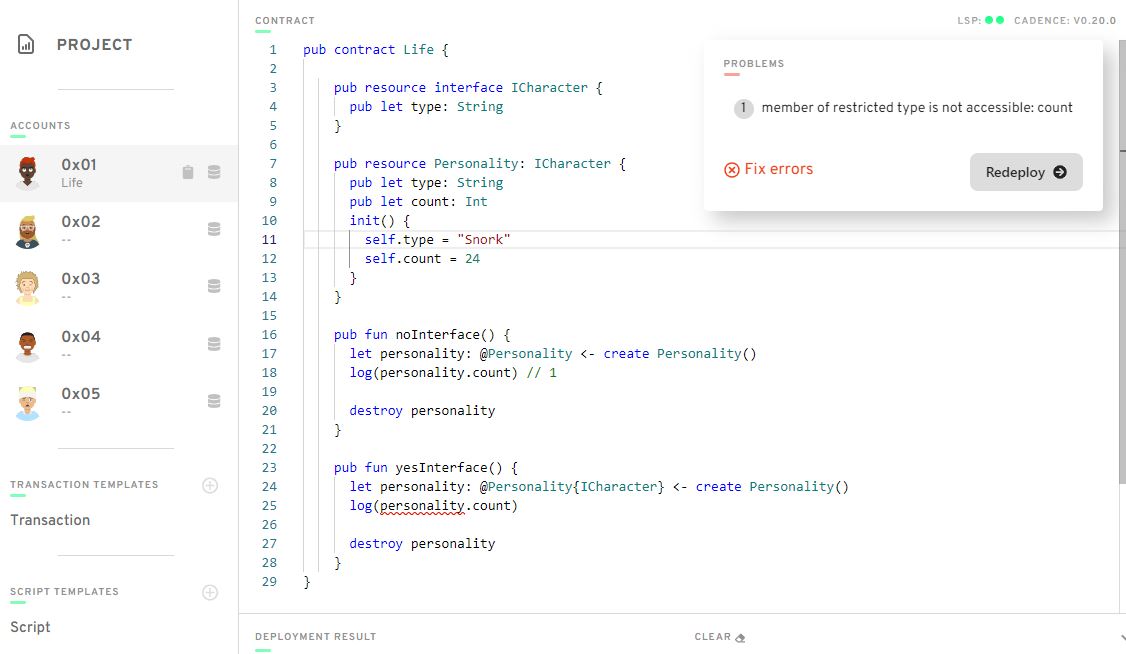 PROJECT
ACCOUNTS
0x01
Life
0x02
--
0x03
--
0x04
--
0x05
--
TRANSACTION TEMPLATES
Transaction
SCRIPT TEMPLATES
Script
CONTRACT
LSP:
CADENCE: V0.20.0
1 pub contract Life {
2
3 pub resource interface ICharacter {
4 pub let type: String
5 }
6
7 pub resource Personality: ICharacter {
8 pub let type: String
9 pub let count: Int
10 init() {
11 self.type = "Snork"
12 self.count = 24
13 }
14 }
15
16 pub fun noInterface() {
17 let personality: @Personality <- create Personality()
18 log(personality.count) // 1
19
20 destroy personality
21 }
22
23 pub fun yesInterface() {
24 let personality: @Personality{ICharacter} <- create Personality()
25 log(personality.count)
26
27 destroy personality
28 }
29 }
PROBLEMS
1 member of restricted type is not accessible: count
Fix errors
Redeploy
DEPLOYMENT RESULT
CLEAR